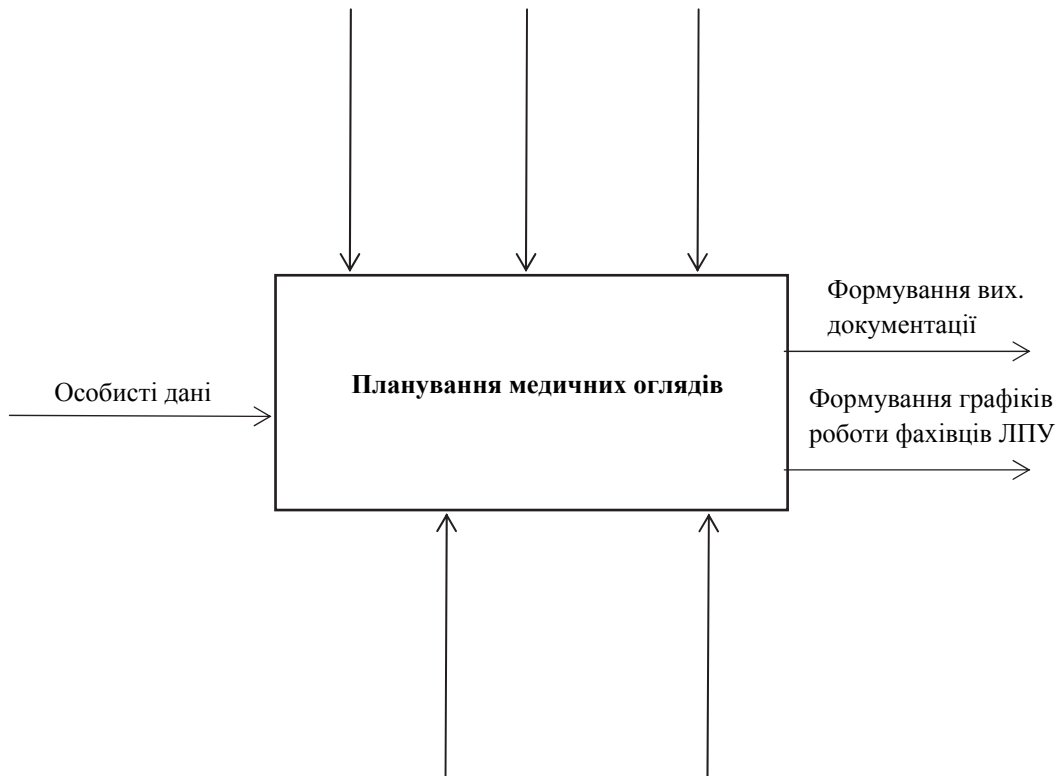 Формування вих.
документації
Особисті дані
Планування медичних оглядів
Формування графіків
роботи фахівців ЛПУ